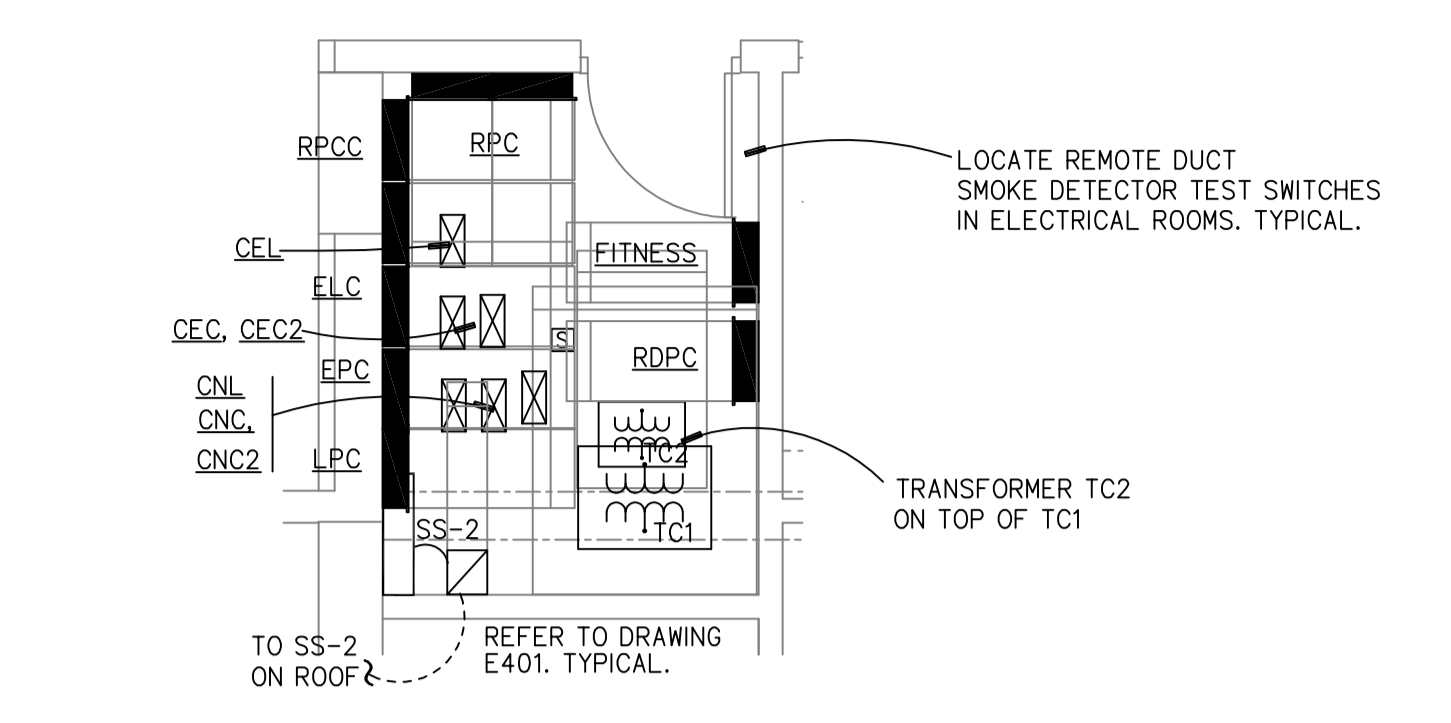 RPCC
RPC
LOCATE REMOTE DUCT
SMOKE DETECTOR TEST SWITCHES
IN ELECTRICAL ROOMS. TYPICAL.
CEL
FITNESS
ELC
CEC, CEC2
S
RDPC
EPC
CNL
CNC,
CNC2
LPC
TC2
TRANSFORMER TC2
ON TOP OF TC1
SS-2
TC1
TO SS-2
ON ROOF
REFER TO DRAWING
E401. TYPICAL.